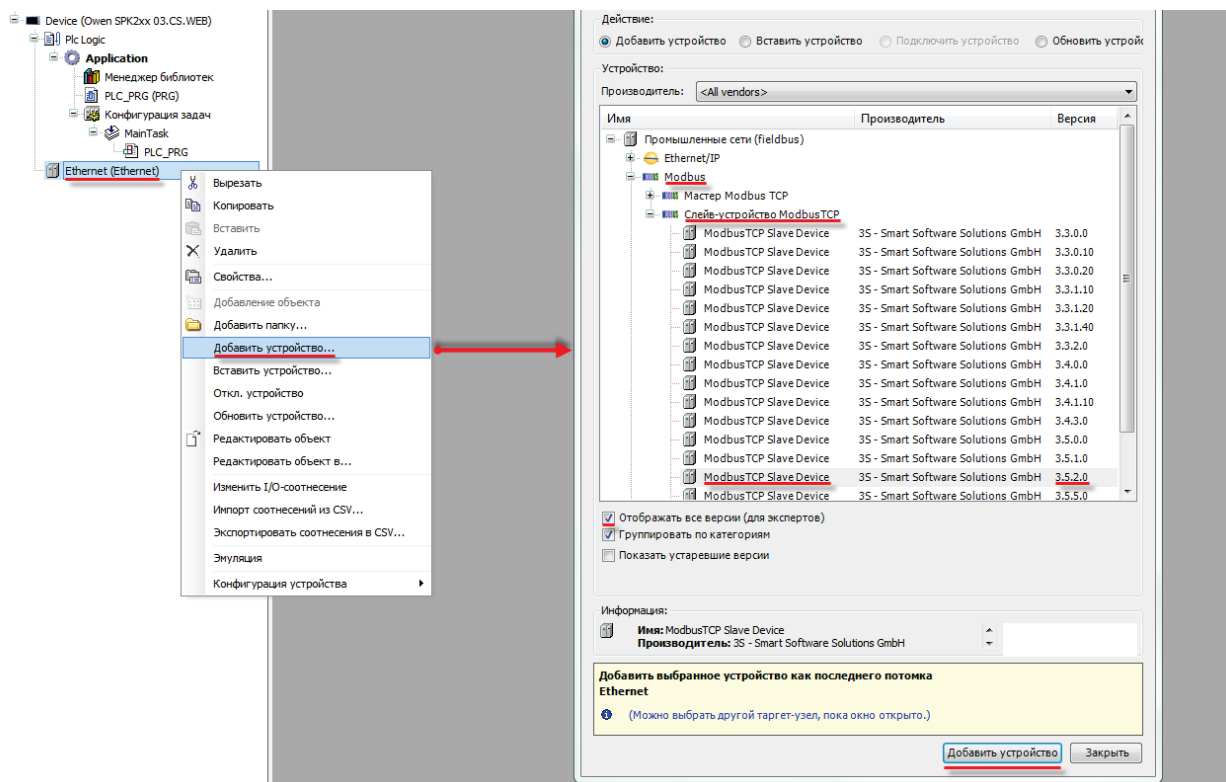 Device (Owen SPK2xx 03.CS.WEB)
Plc Logic
Application
Менеджер библиотек
PLC_PRG (PRG)
Конфигурация задач
MainTask
PLC_PRG
Ethernet (Ethernet)
Вырезать
Копировать
Вставить
Удалить
Свойства...
Добавление объекта
Добавить папку...
Добавить устройство...
Вставить устройство...
Откл. устройство
Обновить устройство...
Редактировать объект
Редактировать объект в...
Изменить I/O-соотнесение
Импорт соотнесений из CSV...
Экспортировать соотнесения в CSV...
Эмуляция
Конфигурация устройства
Действие:
Добавить устройство Вставить устройство Подключить устройство Обновить устройс
Устройство:
Производитель: <All vendors>
Имя Производитель Версия
Промышленные сети (fieldbus)
Ethernet/IP
Modbus
Мастер Modbus TCP
Слейв-устройство ModbusTCP
ModbusTCP Slave Device 3S - Smart Software Solutions GmbH 3.3.0.0
ModbusTCP Slave Device 3S - Smart Software Solutions GmbH 3.3.0.10
ModbusTCP Slave Device 3S - Smart Software Solutions GmbH 3.3.0.20
ModbusTCP Slave Device 3S - Smart Software Solutions GmbH 3.3.1.10
ModbusTCP Slave Device 3S - Smart Software Solutions GmbH 3.3.1.20
ModbusTCP Slave Device 3S - Smart Software Solutions GmbH 3.3.1.40
ModbusTCP Slave Device 3S - Smart Software Solutions GmbH 3.3.2.0
ModbusTCP Slave Device 3S - Smart Software Solutions GmbH 3.4.0.0
ModbusTCP Slave Device 3S - Smart Software Solutions GmbH 3.4.1.0
ModbusTCP Slave Device 3S - Smart Software Solutions GmbH 3.4.1.10
ModbusTCP Slave Device 3S - Smart Software Solutions GmbH 3.4.3.0
ModbusTCP Slave Device 3S - Smart Software Solutions GmbH 3.5.0.0
ModbusTCP Slave Device 3S - Smart Software Solutions GmbH 3.5.1.0
ModbusTCP Slave Device 3S - Smart Software Solutions GmbH 3.5.2.0
ModbusTCP Slave Device 3S - Smart Software Solutions GmbH 3.5.5.0
Отображать все версии (для экспертов)
Группировать по категориям
Показать устаревшие версии
Информация:
Имя: ModbusTCP Slave Device
Производитель: 3S - Smart Software Solutions GmbH
Добавить выбранное устройство как последнего потомка
Ethernet
(Можно выбрать другой таргет-узел, пока окно открыто.)
Добавить устройство Закрыть